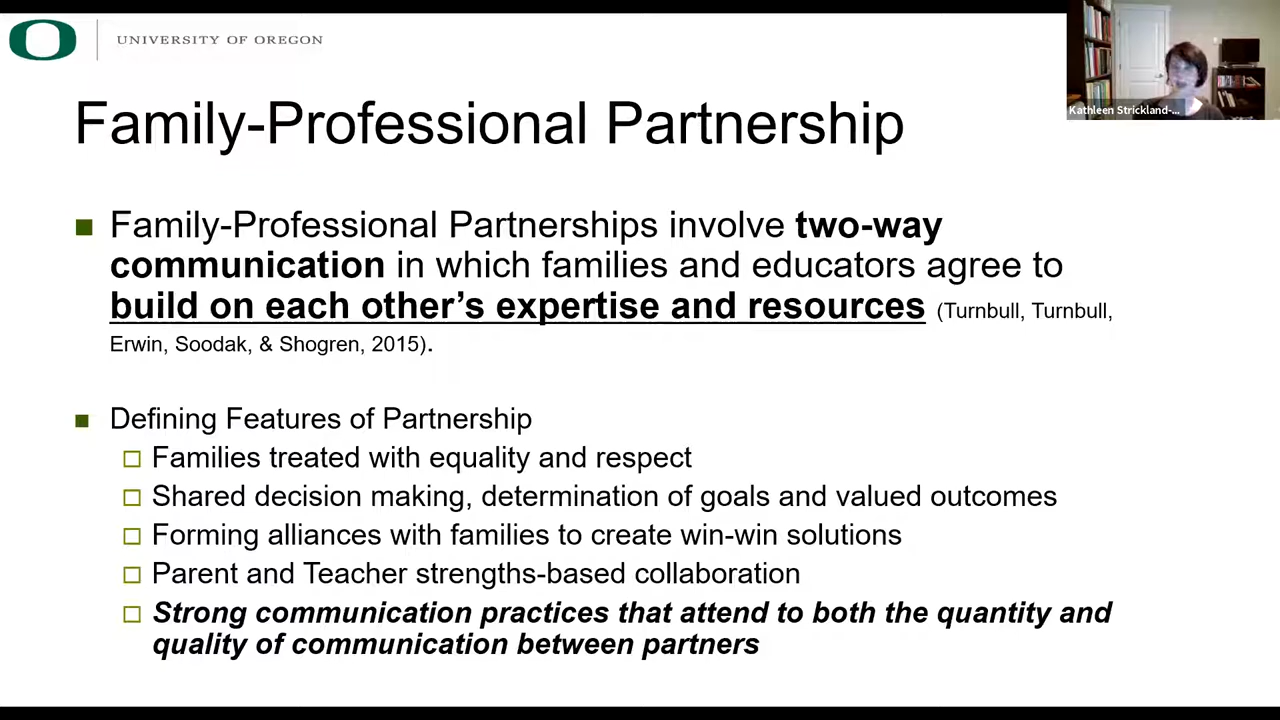 UNIVERSITY OF OREGON
Kathleen Strickland-...
Family-Professional Partnership
Family-Professional Partnerships involve two-way
communication in which families and educators agree to
build on each other’s expertise and resources (Turnbull, Turnbull,
Erwin, Soodak, & Shogren, 2015).
Defining Features of Partnership
Families treated with equality and respect
Shared decision making, determination of goals and valued outcomes
Forming alliances with families to create win-win solutions
Parent and Teacher strengths-based collaboration
Strong communication practices that attend to both the quantity and
quality of communication between partners